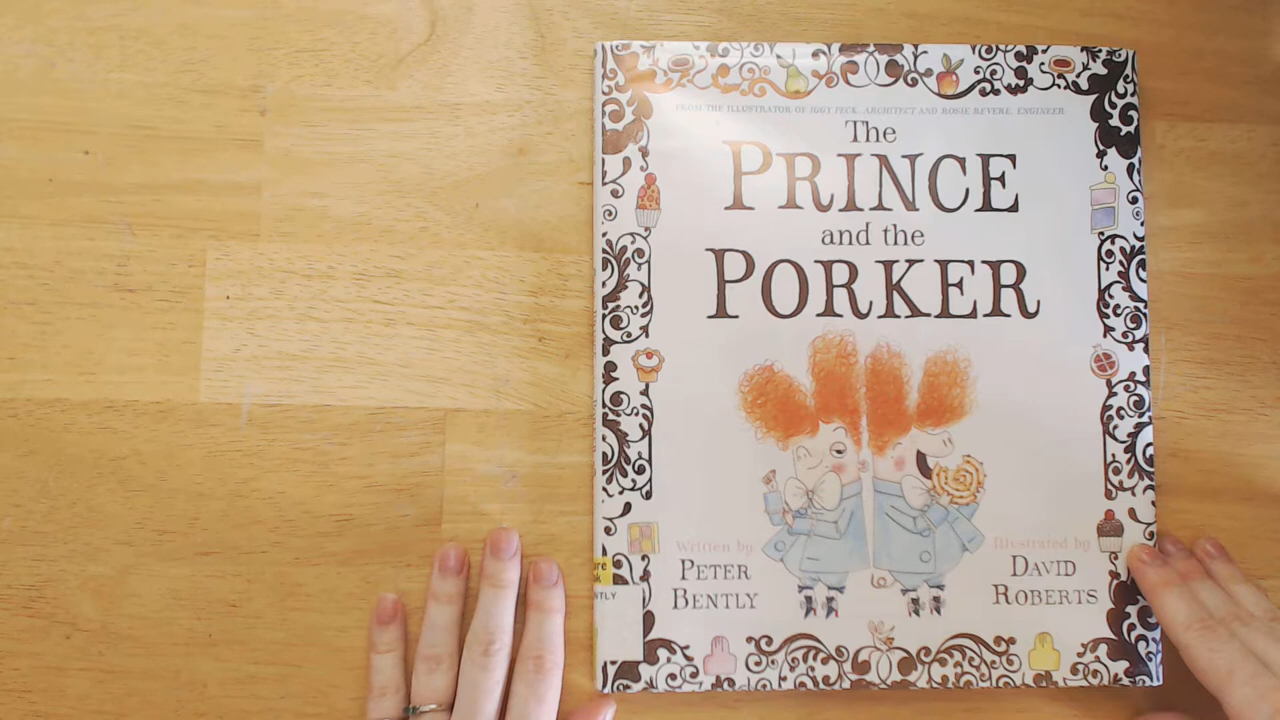 FROM THE ILLUSTRATOR OF IGGY PECK, ARCHITECT AND ROSIE REVERE, ENGINEER
The
PRINCE
and the
PORKER
Written by
PETER
BENTLY
Illustrated by
DAVID
ROBERTS